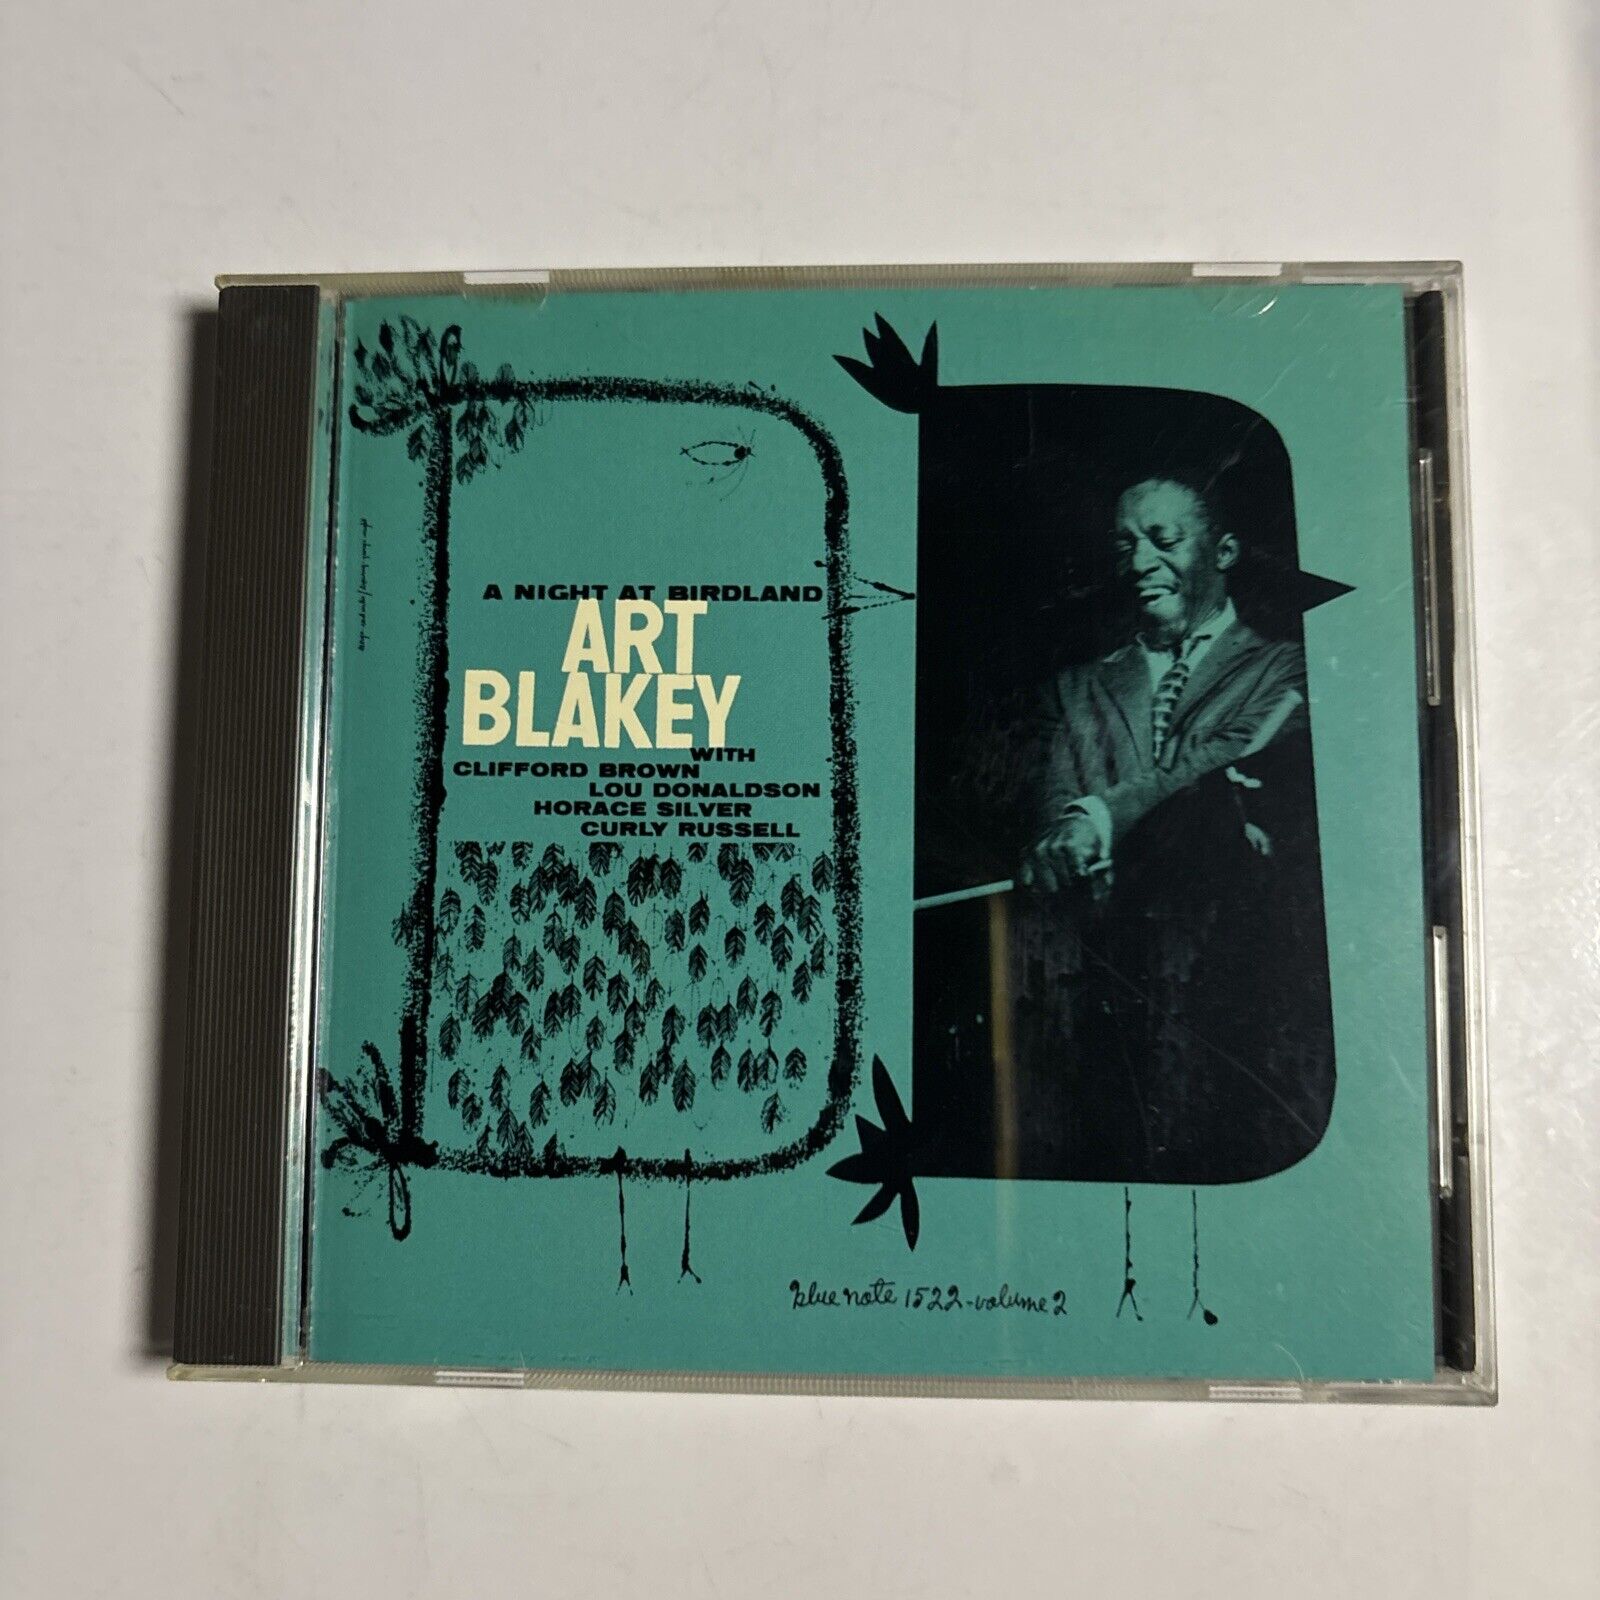 A NIGHT AT BIRDLAND
ART
BLAKEY
WITH
CLIFFORD BROWN
LOU DONALDSON
HORACE SILVER
CURLY RUSSELL
blue note 1522-volume 2